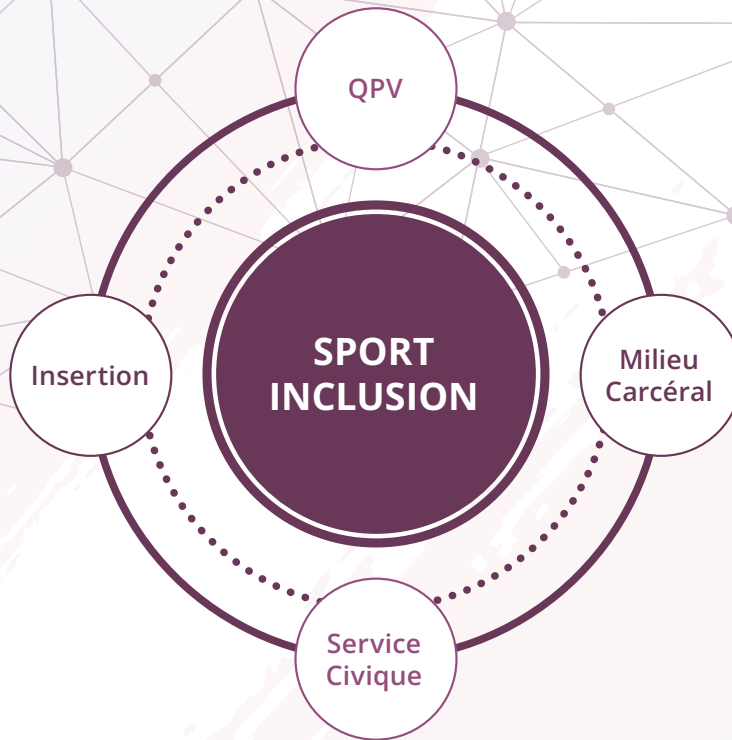 QPV
SPORT
INCLUSION
Insertion
Milieu
Carcéral
Service
Civique